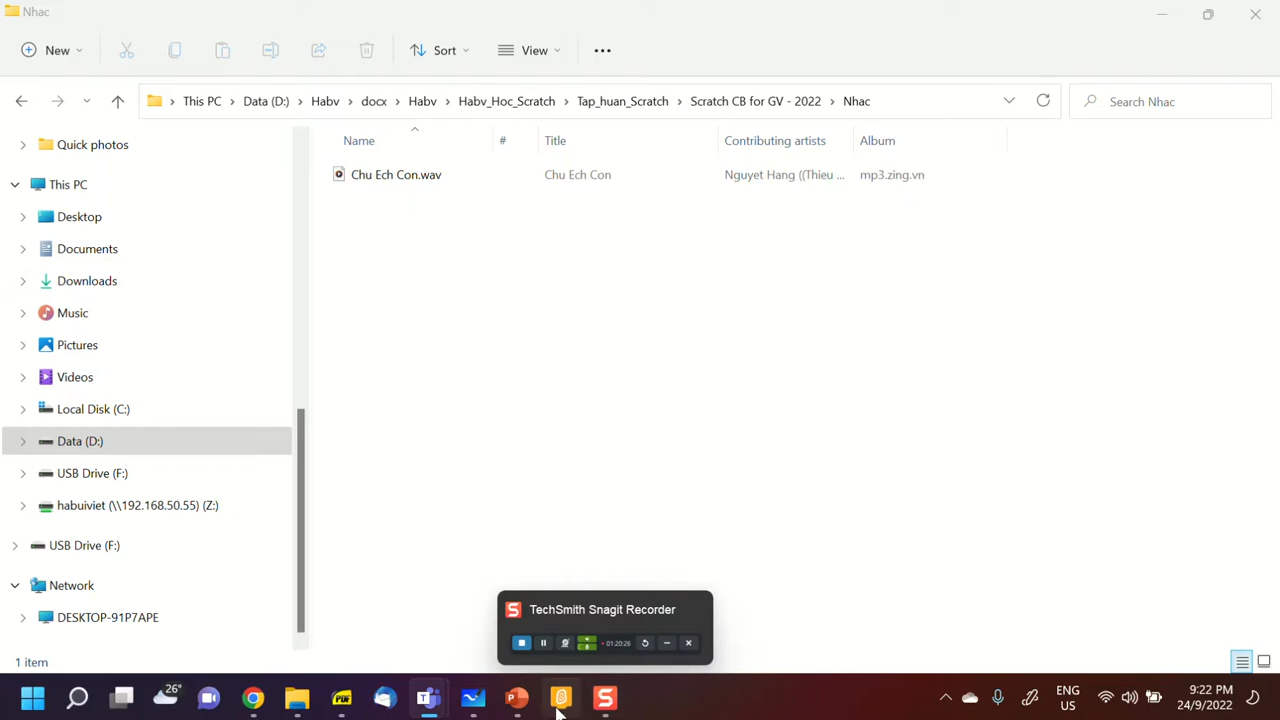 Nhac
New
Sort
View
This PC
Data (D:)
Habv
docx
Habv
Habv_Hoc_Scratch
Tap_huan_Scratch
Scratch CB for GV - 2022
Nhac
Search Nhac
Name
#
Title
Contributing artists
Album
Chu Ech Con.wav
Chu Ech Con
Nguyet Hang ((Thieu ...
mp3.zing.vn
Quick photos
This PC
Desktop
Documents
Downloads
Music
Pictures
Videos
Local Disk (C:)
Data (D:)
USB Drive (F:)
habuiviet (\\192.168.50.55) (Z:)
USB Drive (F:)
Network
DESKTOP-91P7APE
1 item
S
TechSmith Snagit Recorder
01:20:26
26°
PDF
P
S
ENG
US
9:22 PM
24/9/2022